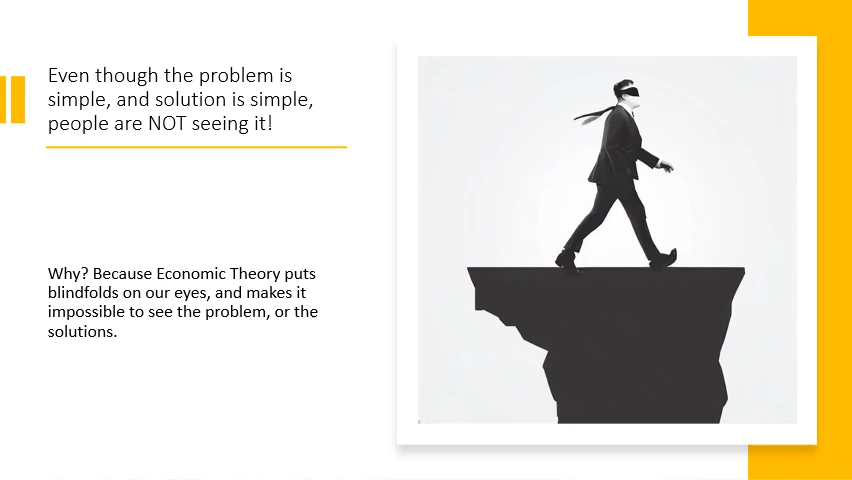 Even though the problem is
simple, and solution is simple,
people are NOT seeing it!
Why? Because Economic Theory puts
blindfolds on our eyes, and makes it
impossible to see the problem, or the
solutions.